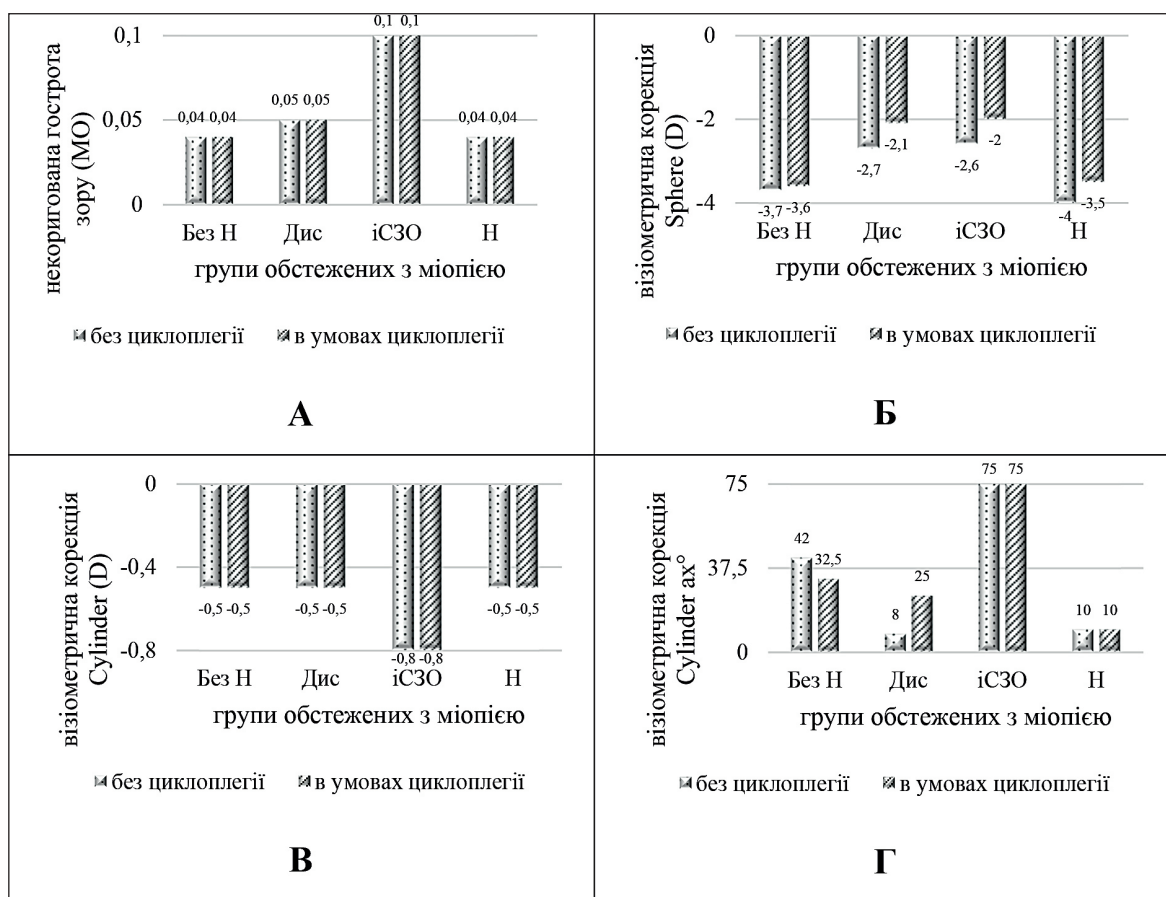 некоригована гострота
зору (МО)
0,1
0,05
0
0,04 0,04
0,05 0,05
0,1 0,1
0,04 0,04
Без Н Дис іСЗО Н
групи обстежених з міопією
без циклоплегії в умовах циклоплегії
А
візіометрична корекція
Sphere (D)
0
-2
-4
-3,7 -3,6
-2,7 -2,1
-2,6 -2
-4 -3,5
Без Н Дис іСЗО Н
групи обстежених з міопією
без циклоплегії в умовах циклоплегії
Б
візіометрична корекція
Cylinder (D)
0
-0,4
-0,8
-0,5 -0,5
-0,5 -0,5
-0,8 -0,8
-0,5 -0,5
Без Н Дис іСЗО Н
групи обстежених з міопією
без циклоплегії в умовах циклоплегії
В
візіометрична корекція
Cylinder ax°
75
37,5
0
42 32,5
8 25
75 75
10 10
Без Н Дис іСЗО Н
групи обстежених з міопією
без циклоплегії в умовах циклоплегії
Г